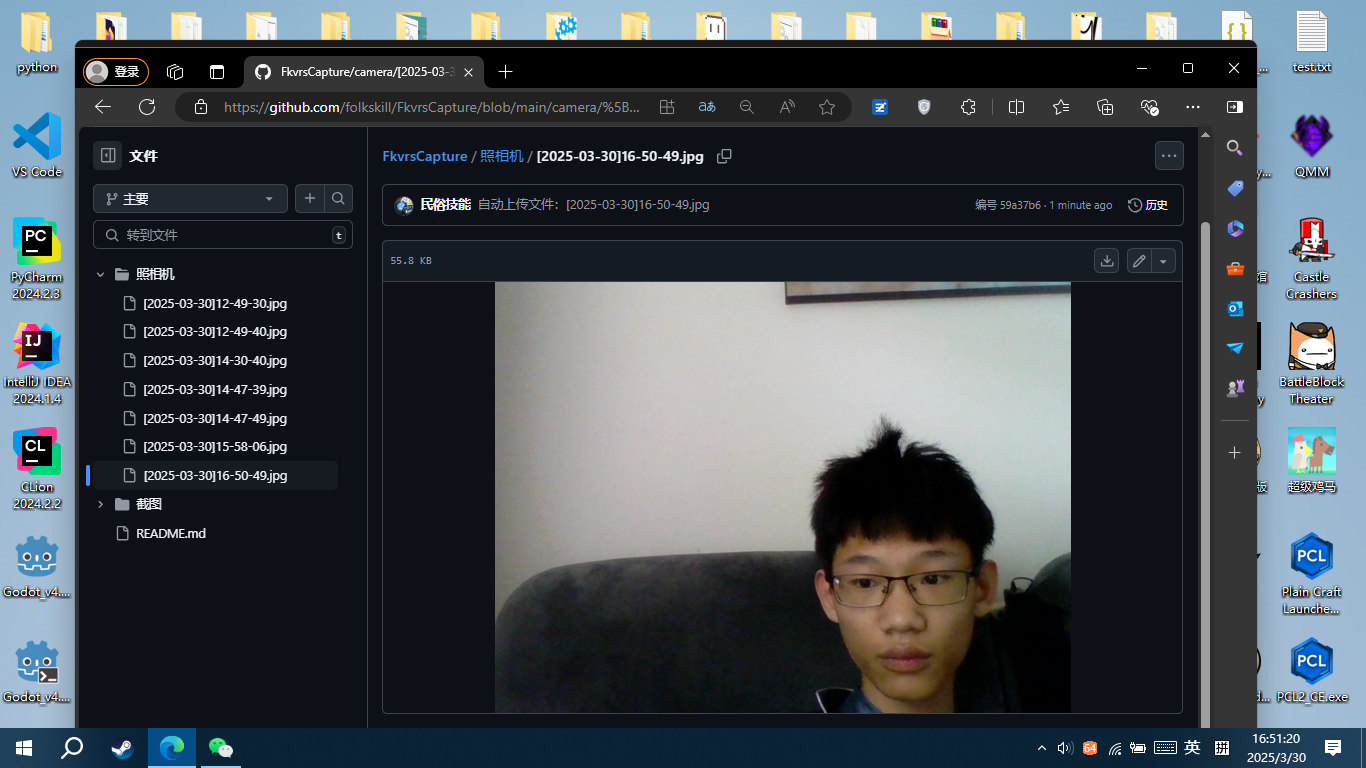 登录
FkvrsCapture/camera/[2025-03-3
https://github.com/folkskill/FkvrsCapture/blob/main/camera/%5B...
文件
FkvrsCapture / 照相机 / [2025-03-30]16-50-49.jpg
主要
民俗技能 自动上传文件：[2025-03-30]16-50-49.jpg
编号 59a37b6 · 1 minute ago
历史
转到文件
t
55.8 KB
照相机
[2025-03-30]12-49-30.jpg
[2025-03-30]12-49-40.jpg
[2025-03-30]14-30-40.jpg
[2025-03-30]14-47-39.jpg
[2025-03-30]14-47-49.jpg
[2025-03-30]15-58-06.jpg
[2025-03-30]16-50-49.jpg
截图
README.md
python
VS Code
PC
PyCharm
2024.2.3
IJ
IntelliJ IDEA
2024.1.4
CL
CLion
2024.2.2
Godot_v4....
Godot_v4....
test.txt
QMM
Castle
Crashers
BattleBlock
Theater
超级鸡马
PCL
Plain Craft
Launche...
PCL
PCL2_CE.exe
64
英
拼
16:51:20
2025/3/30